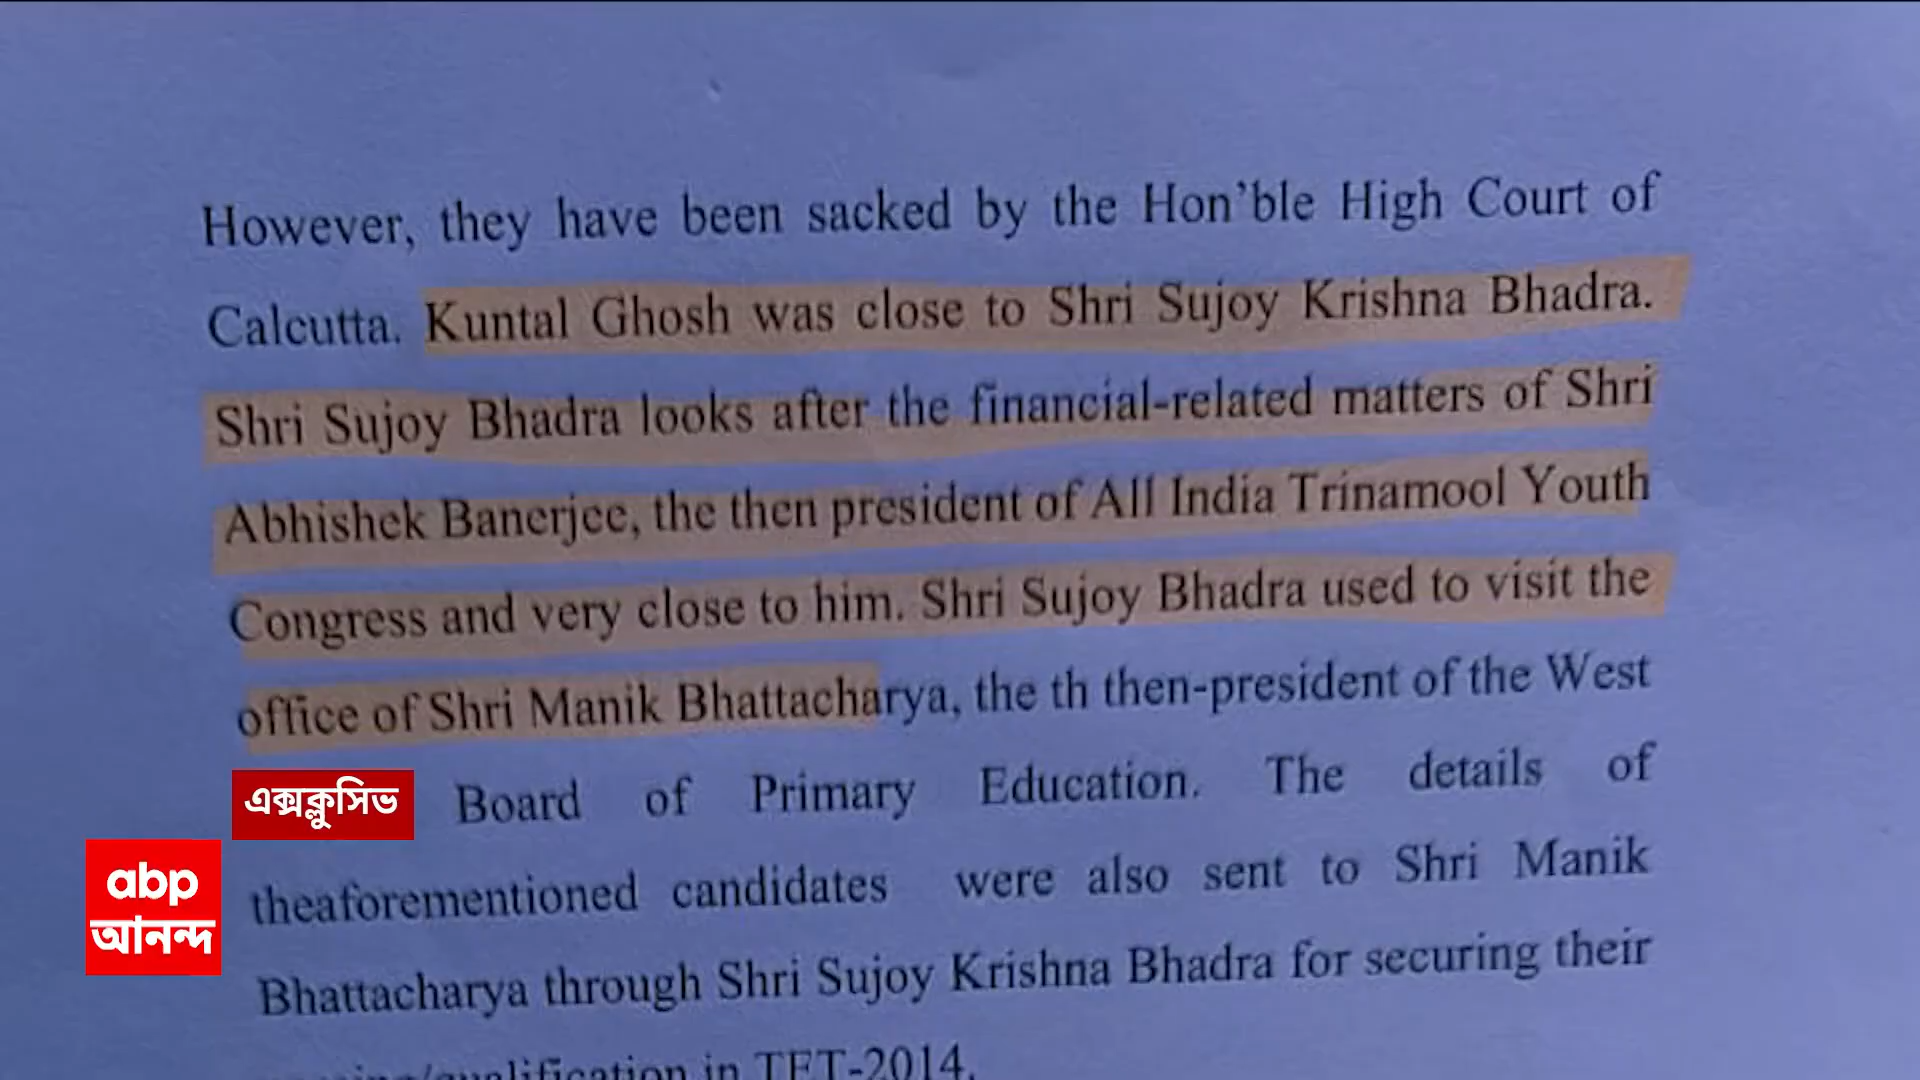 However, they have been sacked by the Hon'ble High Court of
Calcutta. Kuntal Ghosh was close to Shri Sujoy Krishna Bhadra.
Shri Sujoy Bhadra looks after the financial-related matters of Shri
Abhishek Banerjee, the then president of All India Trinamool Youth
Congress and very close to him. Shri Sujoy Bhadra used to visit the
office of Shri Manik Bhattacharya, the th then-president of the West
এক্সক্লুসিভ
Board of Primary Education. The details of
abp
আনন্দ
theaforementioned candidates were also sent to Shri Manik
Bhattacharya through Shri Sujoy Krishna Bhadra for securing their
in TET-2014.